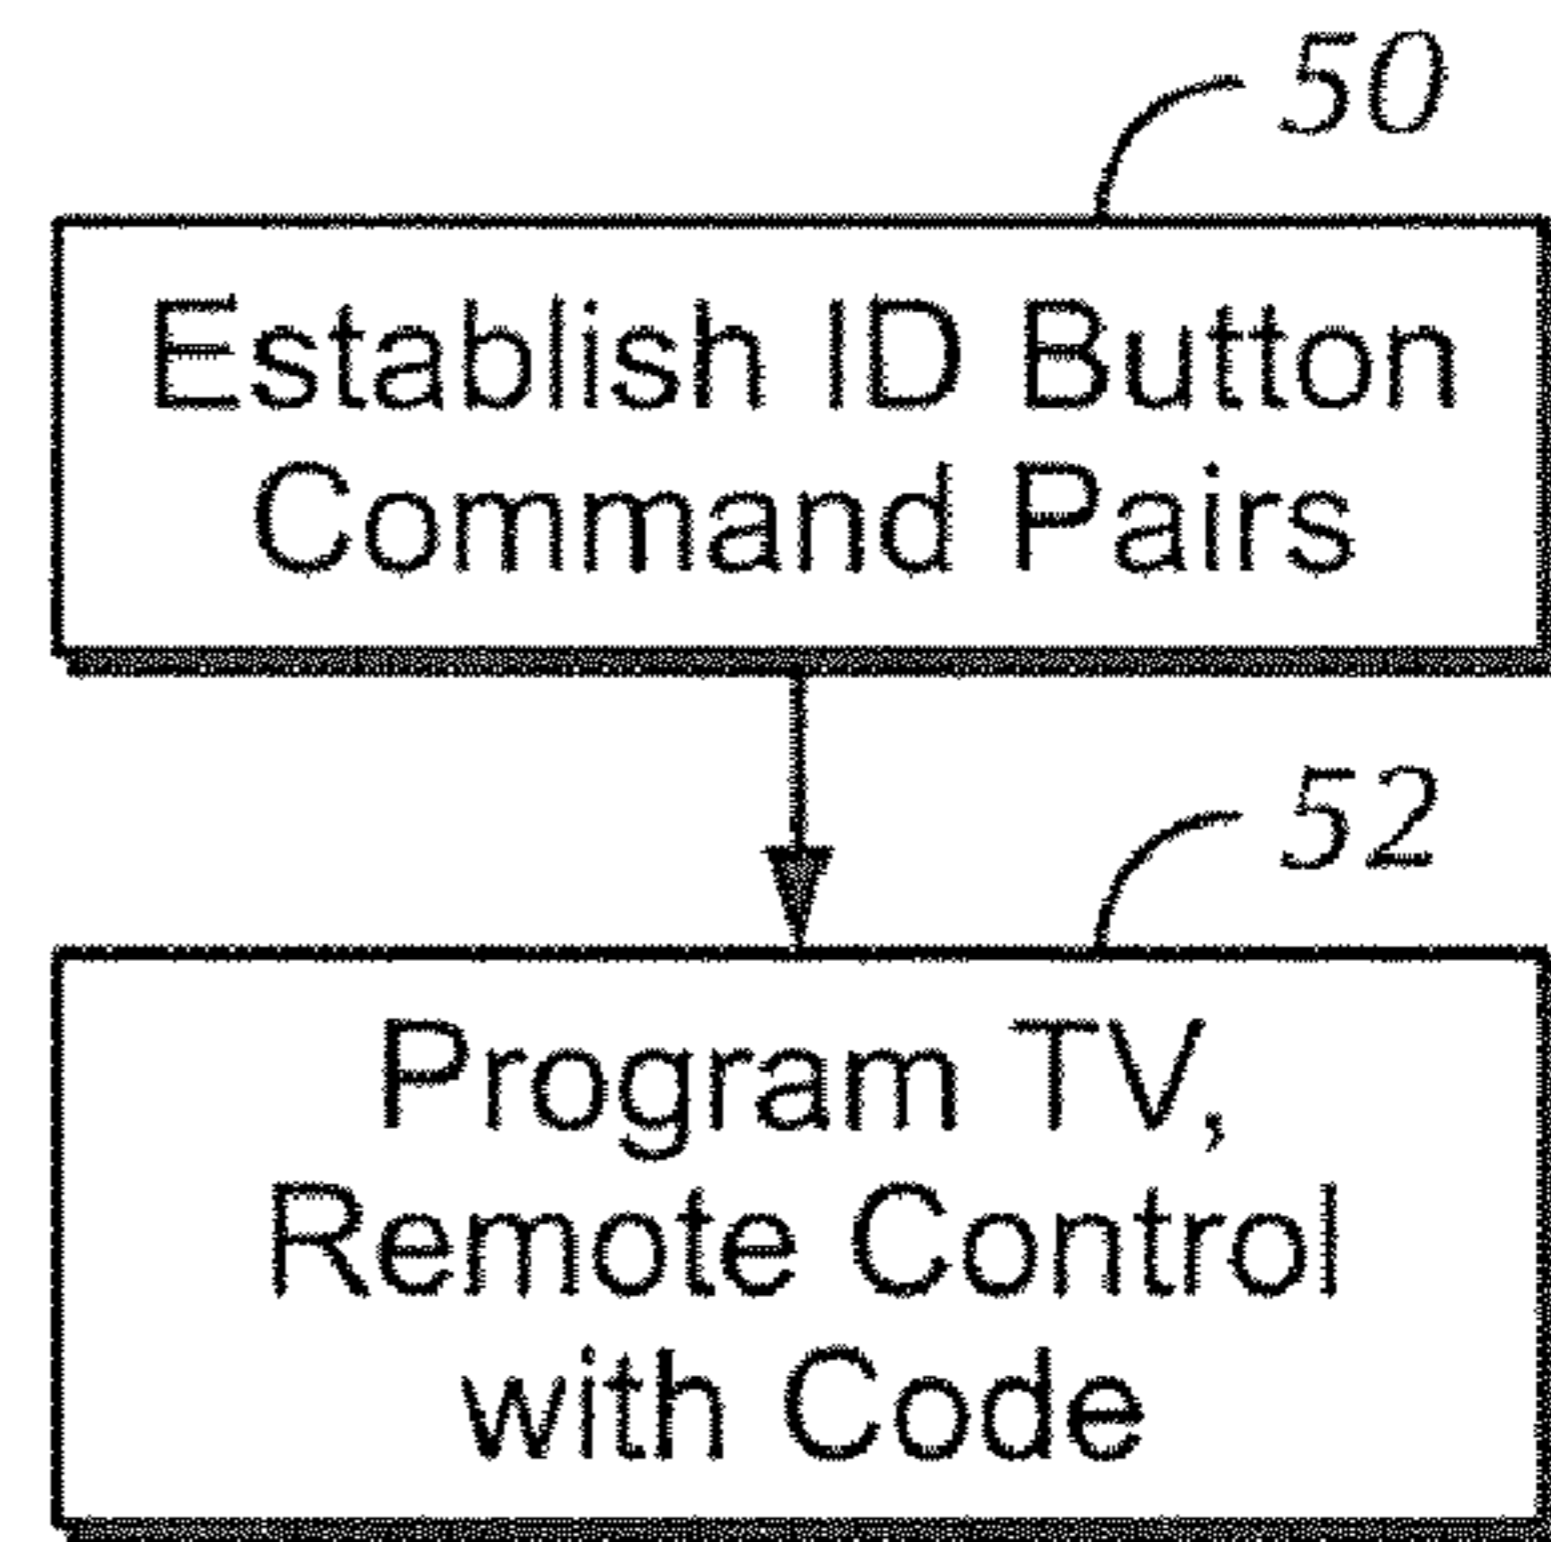 50
Establish ID Button
Command Pairs
52
Program TV,
Remote Control
with Code